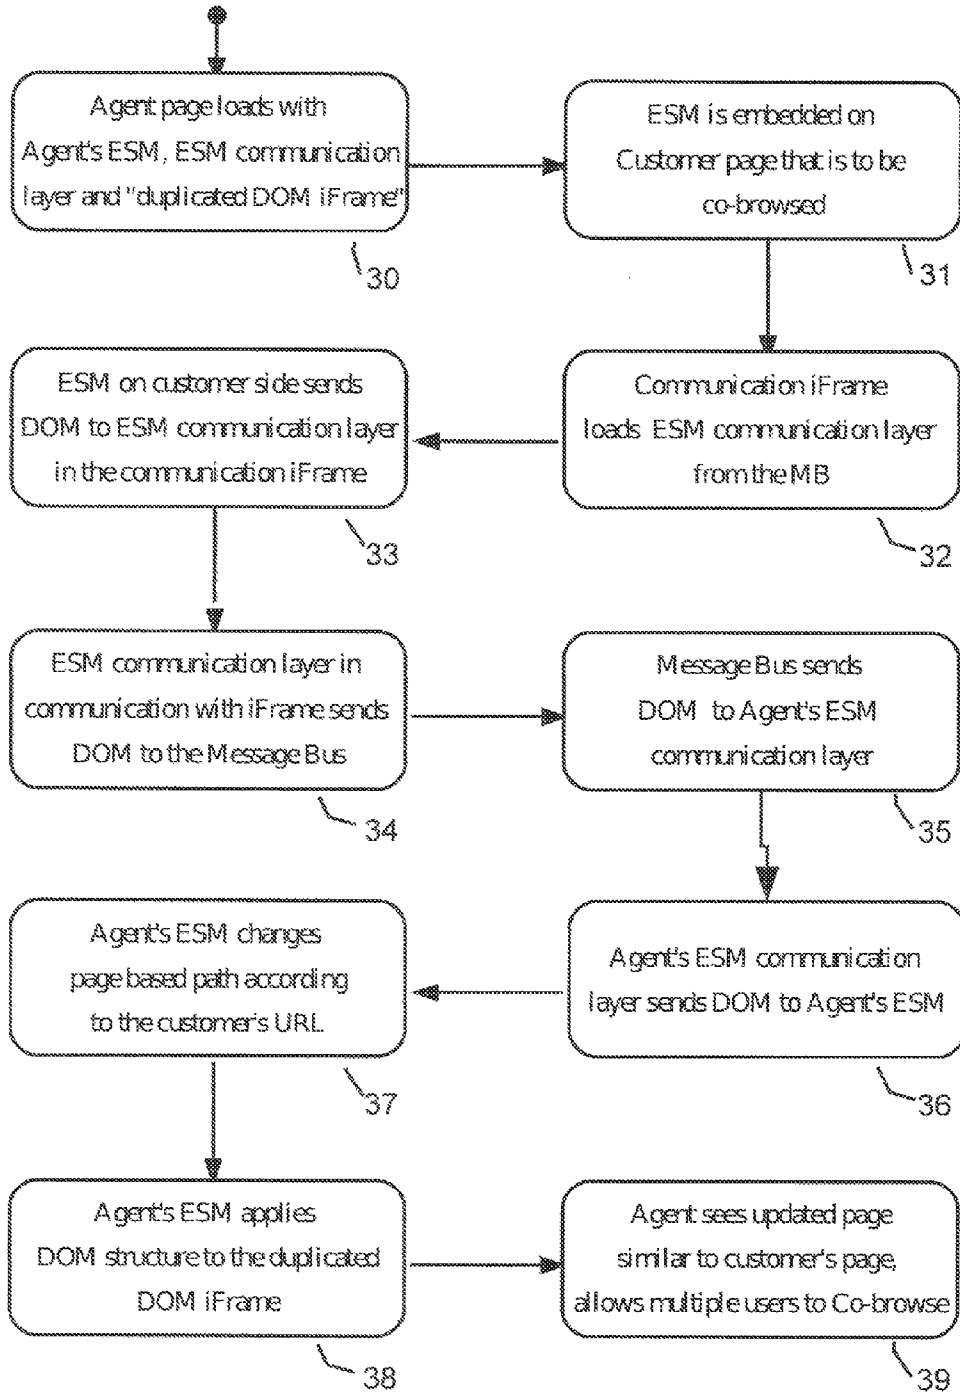 Agent page loads with
Agent's ESM, ESM communication
layer and "duplicated DOM iFrame"
30
ESM is embedded on
Customer page that is to be
co-browsed
31
Communication iFrame
loads ESM communication layer
from the MB
32
ESM on customer side sends
DOM to ESM communication layer
in the communication iFrame
33
ESM communication layer in
communication with iFrame sends
DOM to the Message Bus
34
Message Bus sends
DOM to Agent's ESM
communication layer
35
Agent's ESM communication
layer sends DOM to Agent's ESM
36
Agent's ESM changes
page based path according
to the customer's URL
37
Agent's ESM applies
DOM structure to the duplicated
DOM iFrame
38
Agent sees updated page
similar to customer's page,
allows multiple users to Co-browse
39